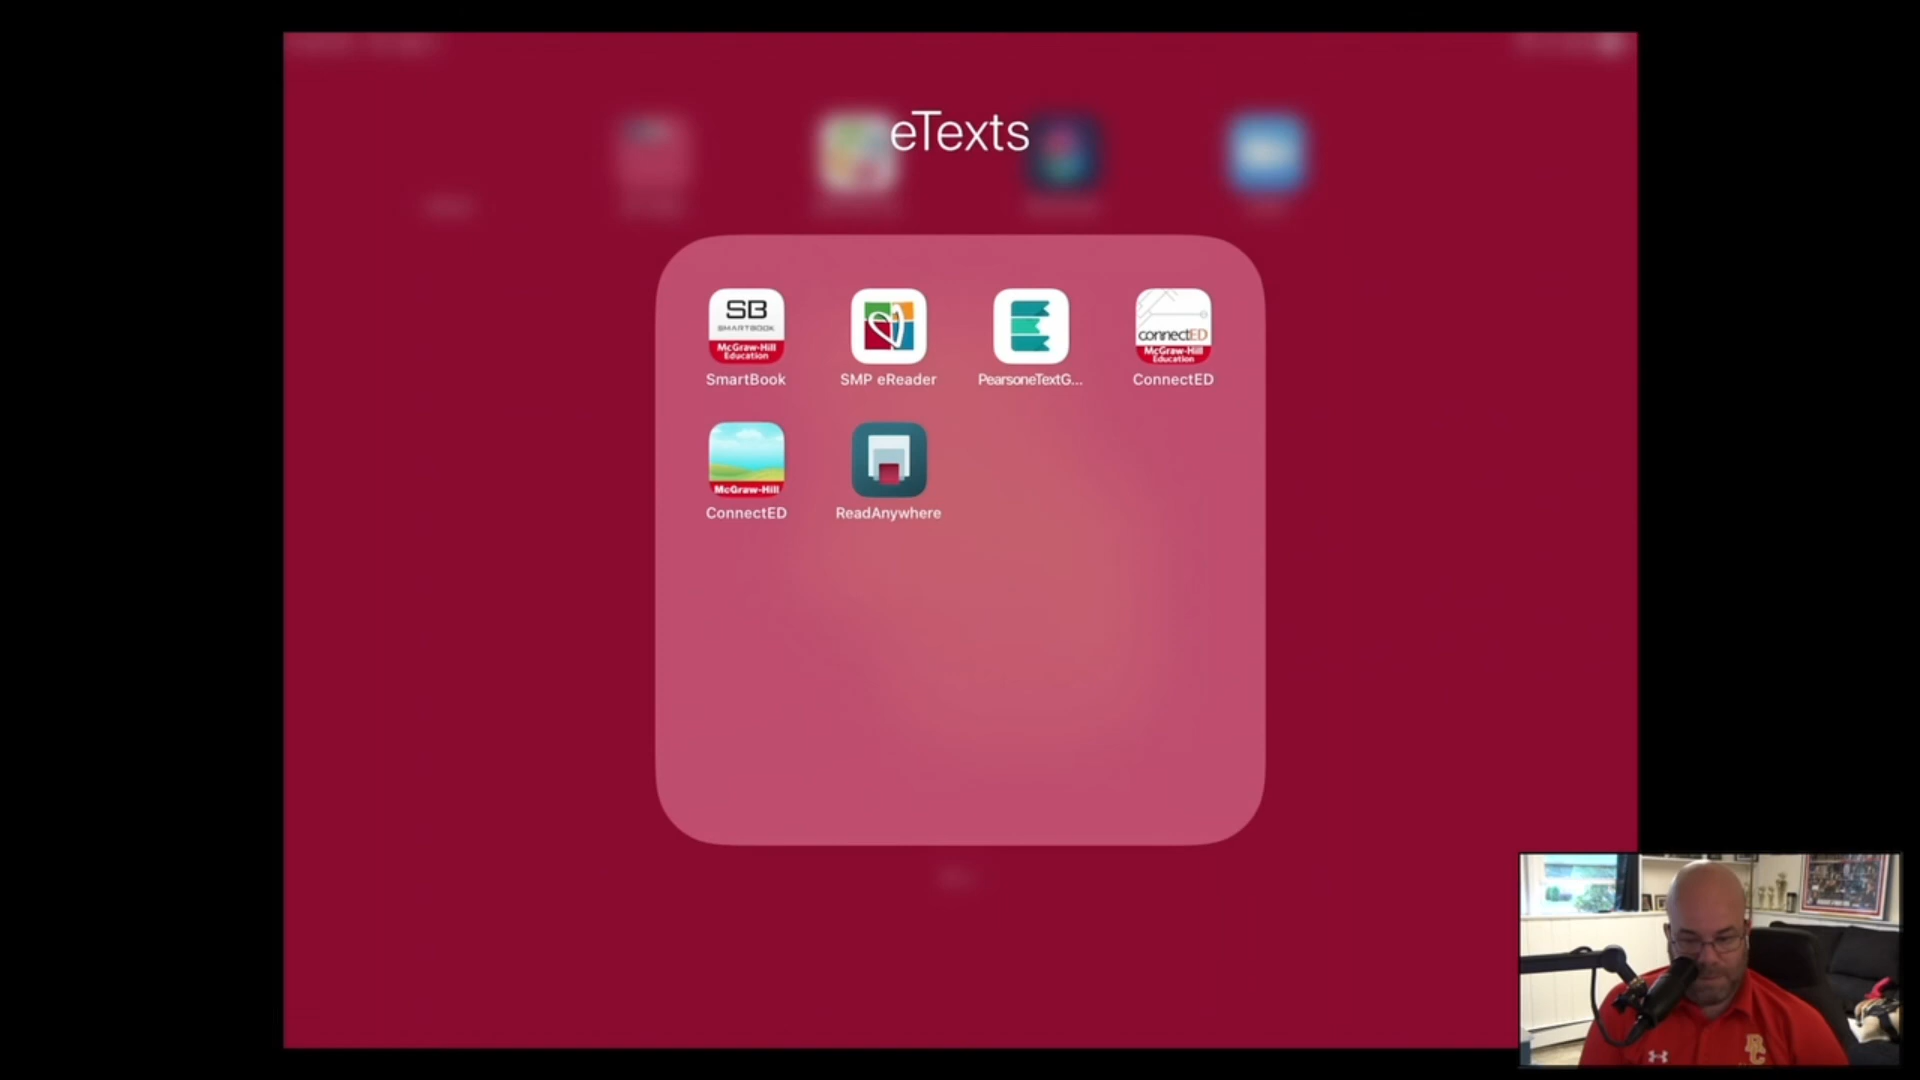 eTexts
SB
SMARTBOOK
McGraw-Hill
Education
SmartBook
SMP eReader
PearsoneTextG...
connectED
McGraw-Hill
Education
ConnectED
McGraw-Hill
ConnectED
ReadAnywhere